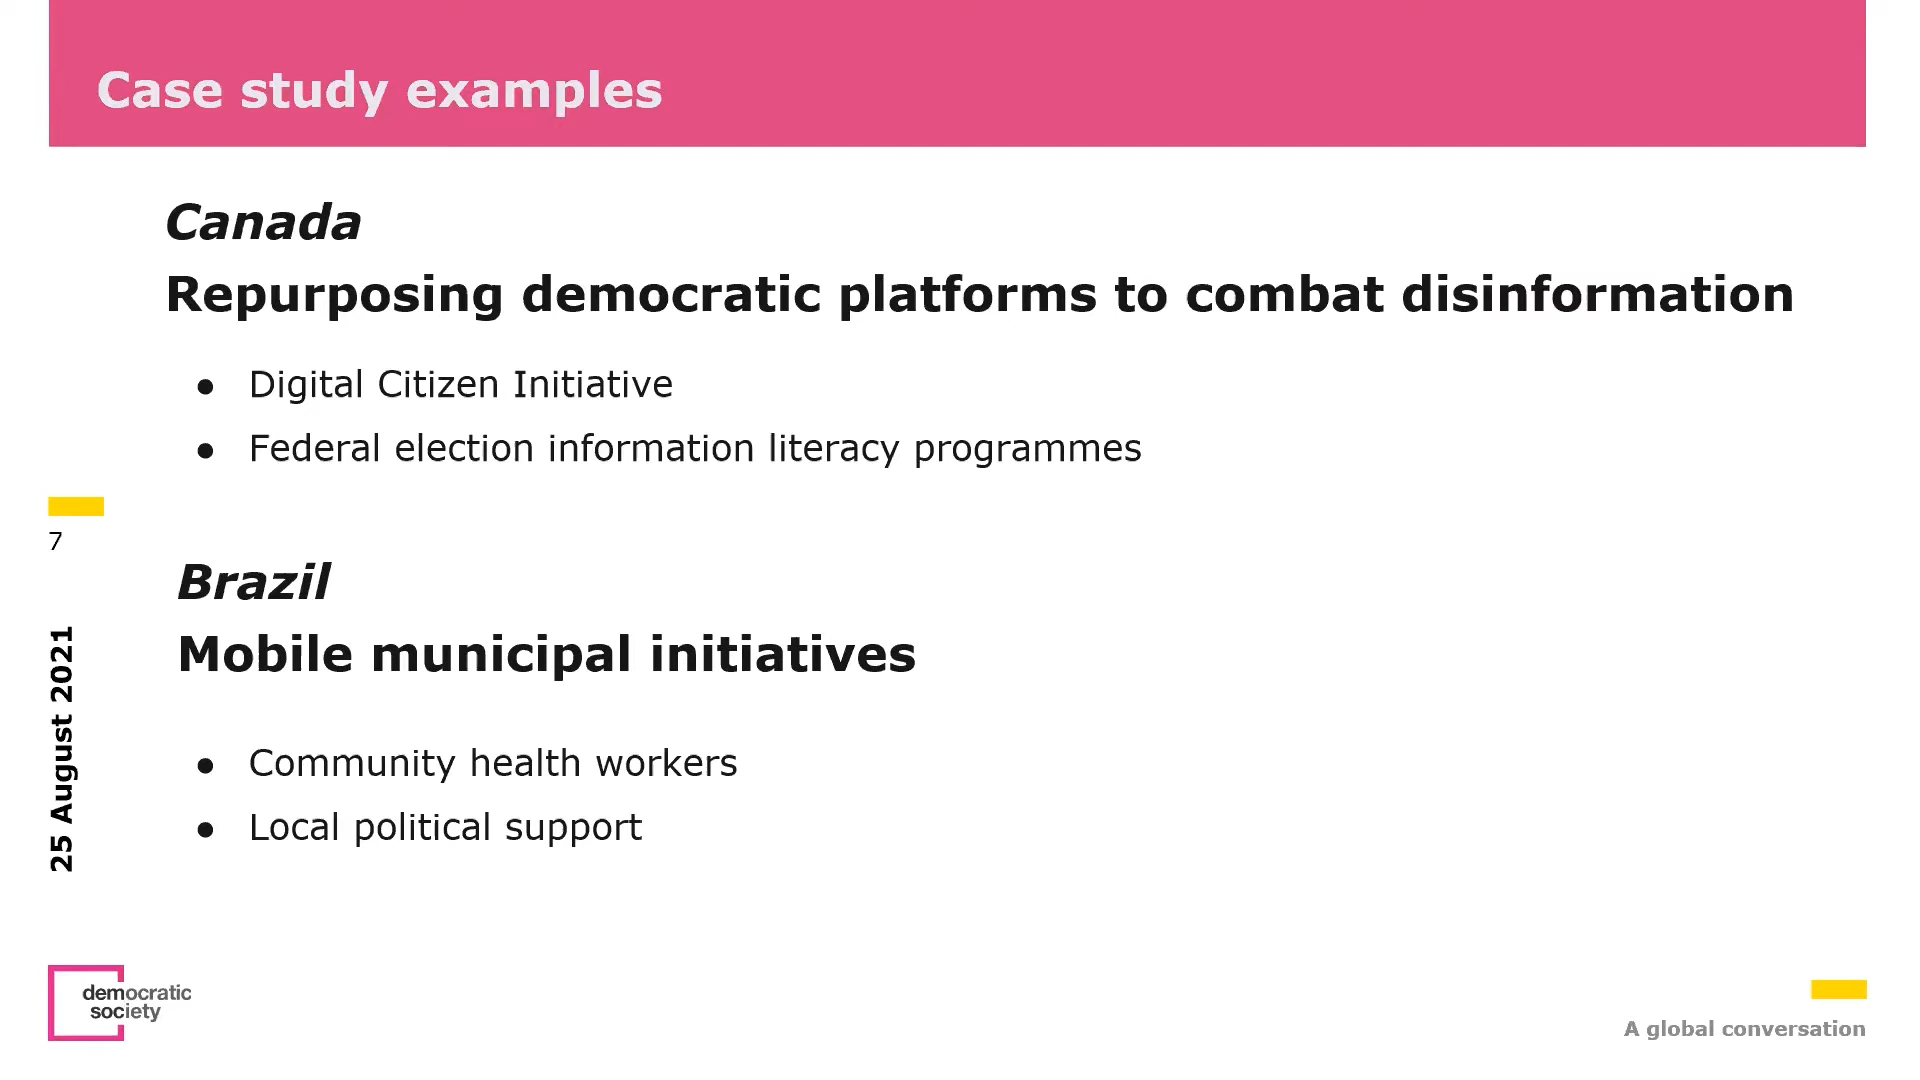 Case study examples
Canada
Repurposing democratic platforms to combat disinformation
● Digital Citizen Initiative
● Federal election information literacy programmes
7
Brazil
Mobile municipal initiatives
● Community health workers
● Local political support
25 August 2021
democratic
society
A global conversation